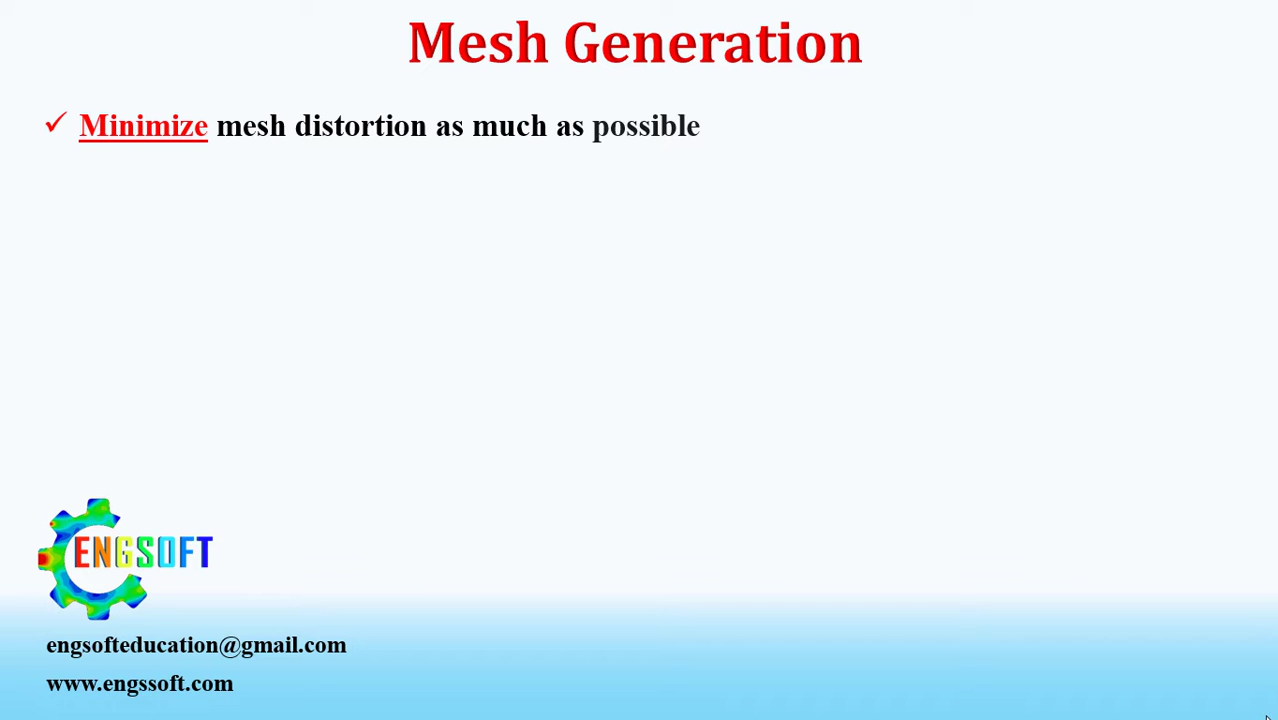 Mesh Generation
✓ Minimize mesh distortion as much as possible
ENGSOFT
engsofteducation@gmail.com
www.engssoft.com